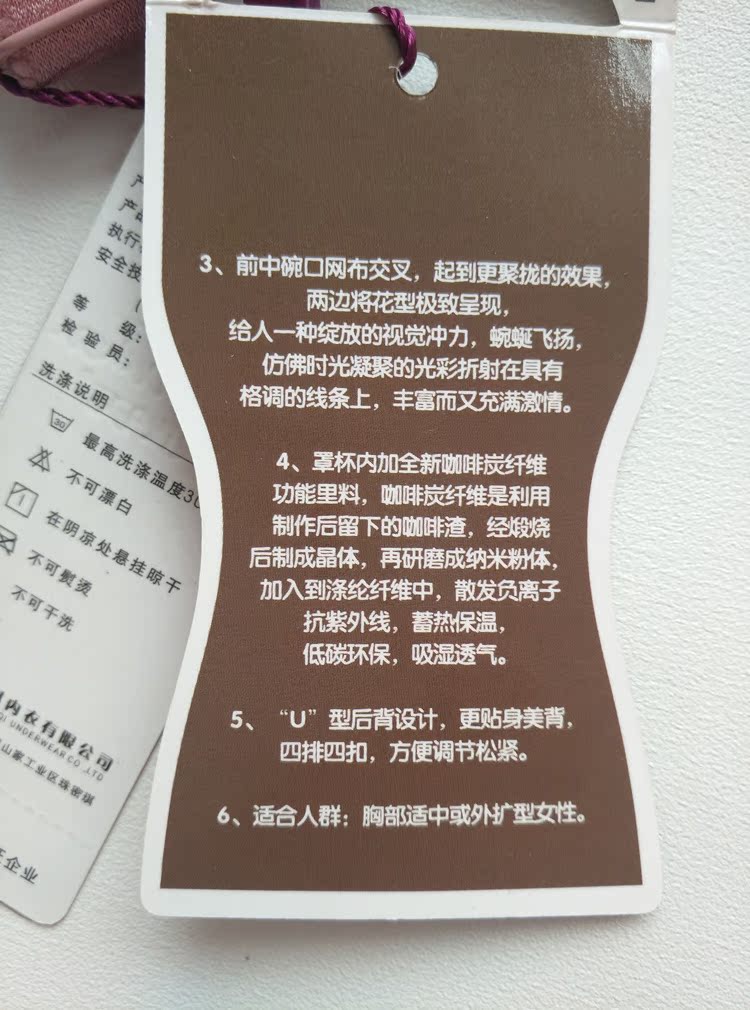 3、前中碗口网布交叉，起到更聚拢的效果，
两边将花型极致呈现，
给人一种绽放的视觉冲力，蜿蜒飞扬，
仿佛时光凝聚的光彩折射在具有
格调的线条上，丰富而又充满激情。
4、罩杯内加全新咖啡炭纤维
功能里料，咖啡炭纤维是利用
制作后留下的咖啡渣，经煅烧
后制成晶体，再研磨成纳米粉体，
加入到涤纶纤维中，散发负离子
抗紫外线，蓄热保温，
低碳环保，吸湿透气。
5、“U”型后背设计，更贴身美背，
四排四扣，方便调节松紧。
6、适合人群：胸部适中或外扩型女性。
产
产
执行
安全技
等 级：
检 验 员：
洗涤说明
30
最高洗涤温度30
不可漂白
在阴凉处悬挂晾干
不可熨烫
不可干洗
内衣有限公司
QI UNDERWEAR CO.,LTD
山家工业区珠密琪
企业